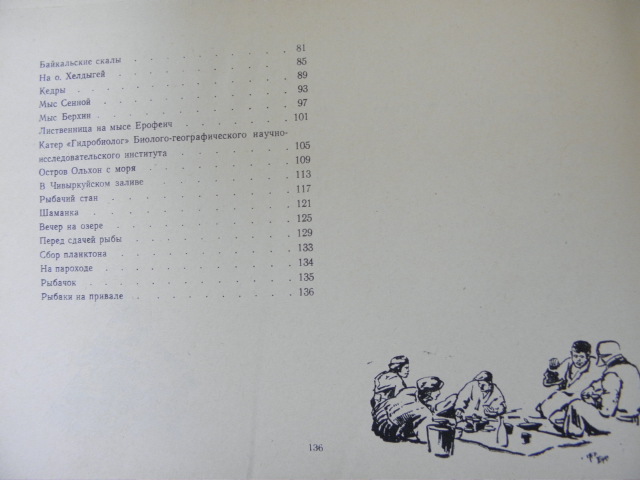 Байкальские скалы . . . . . . . . . . 81
На о. Хелдыгей . . . . . . . . . . 85
Кедры . . . . . . . . . . . . 89
Мыс Сенной . . . . . . . . . . . 93
Мыс Берхин . . . . . . . . . . . 97
Лиственница на мысе Ерофеич . . . . . . 101
Катер «Гидробиолог» Биолого-географического научно-
исследовательского института . . . . . . . 105
Остров Ольхон с моря . . . . . . . . 109
В Чивыркуйском заливе . . . . . . . . 113
Рыбачий стан . . . . . . . . . . 117
Шаманка . . . . . . . . . . . 121
Вечер на озере . . . . . . . . . . 125
Перед сдачей рыбы . . . . . . . . . 129
Сбор планктона . . . . . . . . . . 133
На пароходе . . . . . . . . . . 134
Рыбачок . . . . . . . . . . . 135
Рыбаки на привале . . . . . . . . . 136
136